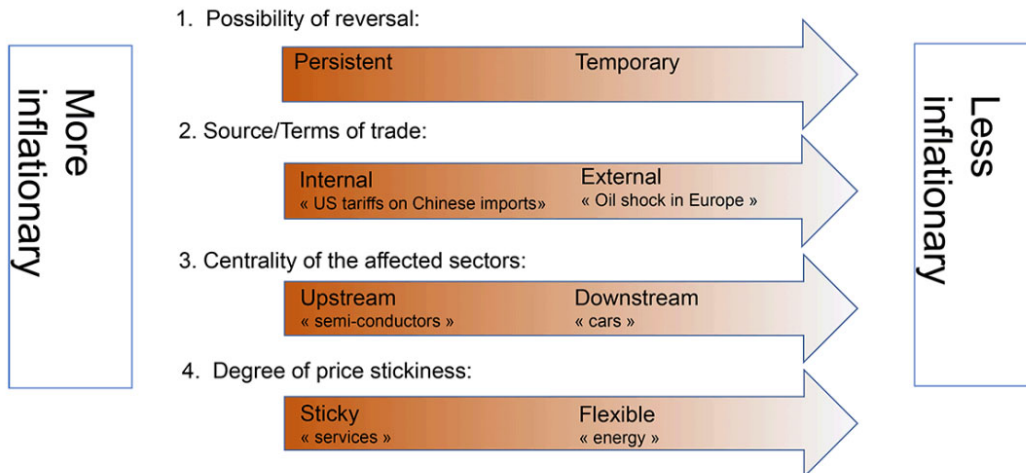 More
inflationary
1. Possibility of reversal:
Persistent Temporary
2. Source/Terms of trade:
Internal External
« US tariffs on Chinese imports» « Oil shock in Europe »
3. Centrality of the affected sectors:
Upstream Downstream
« semi-conductors » « cars »
4. Degree of price stickiness:
Sticky Flexible
« services » « energy »
Less
inflationary